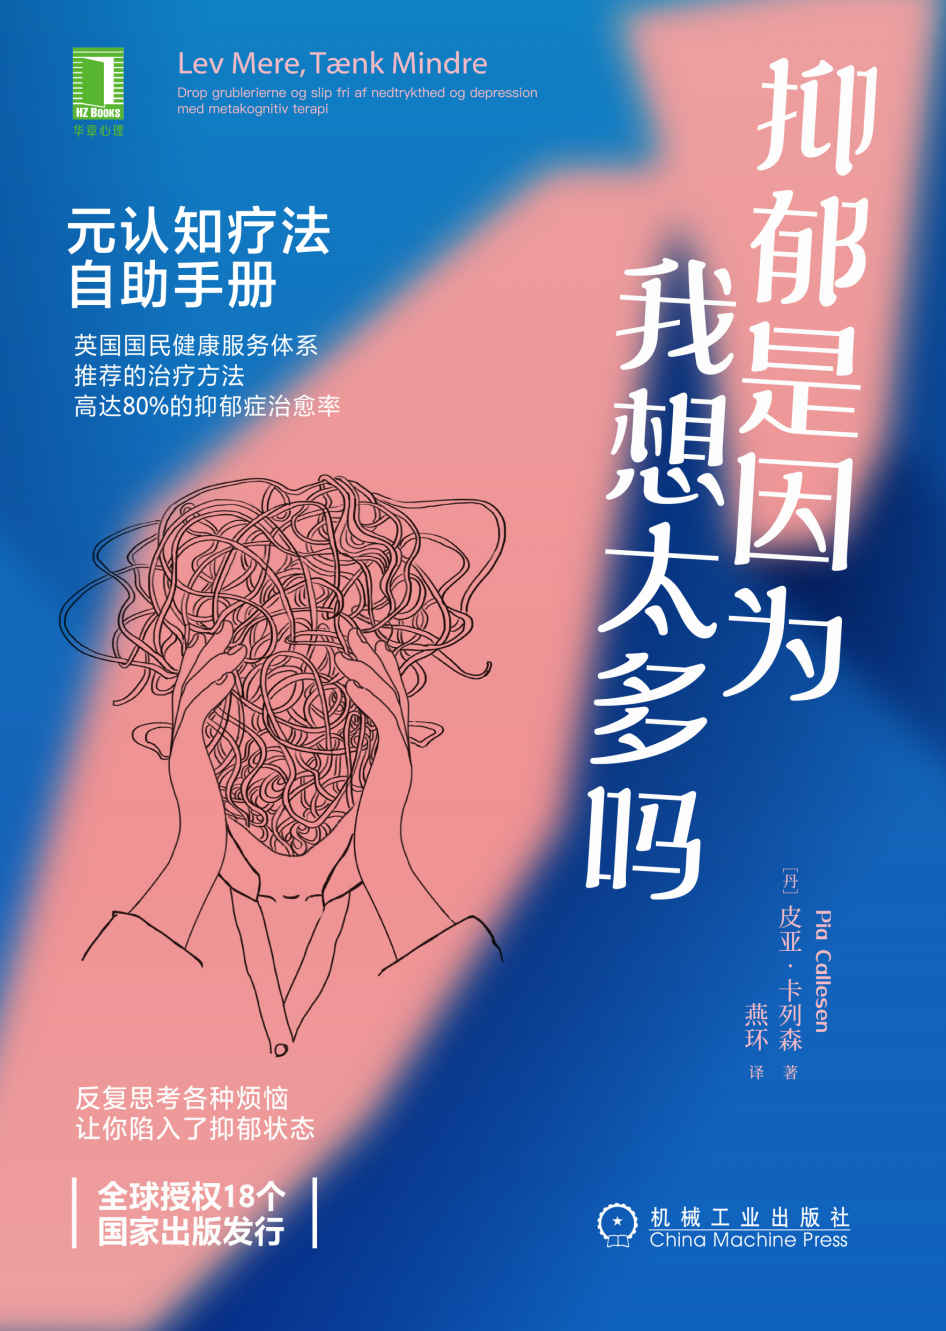 HZ BOOKS
华章心理
Lev Mere, Tænk Mindre
Drop grublerierne og slip fri af nedtrykthed og depression
med metakognitiv terapi
抑郁是因为
我想太多吗
元认知疗法
自助手册
英国国民健康服务体系
推荐的治疗方法
高达80%的抑郁症治愈率
Pia Callesen
[丹]皮亚·卡列森 著
燕环 译
反复思考各种烦恼
让你陷入了抑郁状态
全球授权18个
国家出版发行
机械工业出版社
China Machine Press